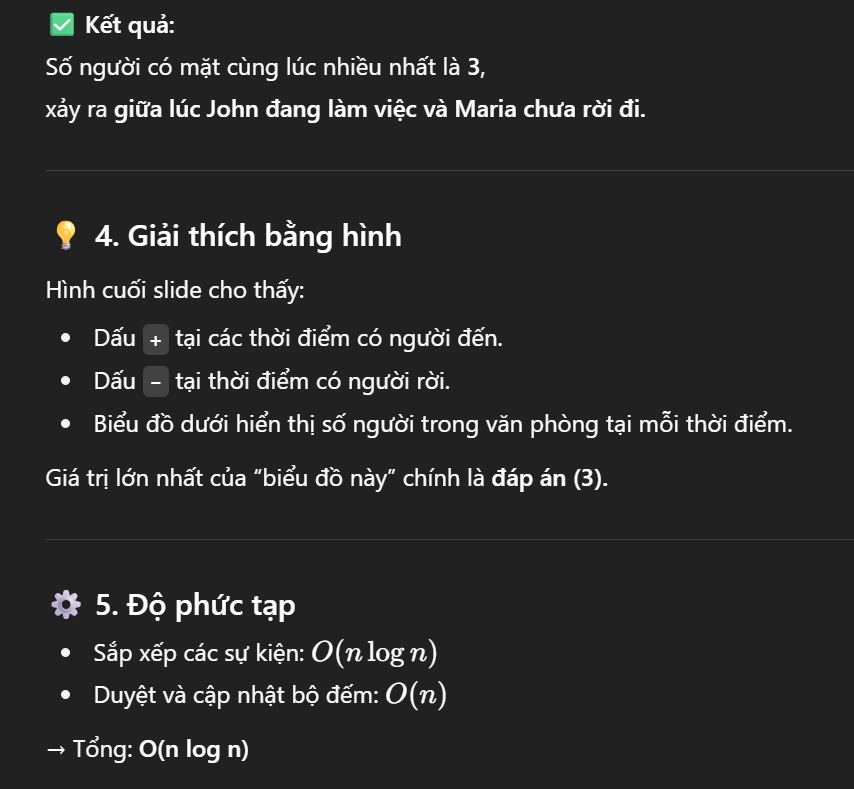 ✅ Kết quả:
Số người có mặt cùng lúc nhiều nhất là 3,
xảy ra giữa lúc John đang làm việc và Maria chưa rời đi.
💡 4. Giải thích bằng hình
Hình cuối slide cho thấy:
• Dấu + tại các thời điểm có người đến.
• Dấu - tại thời điểm có người rời.
• Biểu đồ dưới hiển thị số người trong văn phòng tại mỗi thời điểm.
Giá trị lớn nhất của “biểu đồ này” chính là đáp án (3).
⚙️ 5. Độ phức tạp
• Sắp xếp các sự kiện: O(n log n)
• Duyệt và cập nhật bộ đếm: O(n)
→ Tổng: O(n log n)